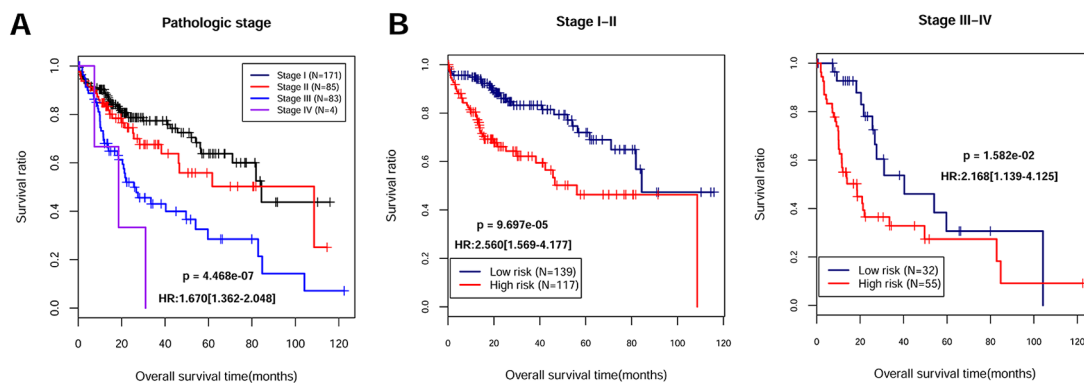 A
Pathologic stage
Survival ratio
0.0
0.2
0.4
0.6
0.8
1.0
Stage I (N=171)
Stage II (N=85)
Stage III (N=83)
Stage IV (N=4)
p = 4.468e-07
HR:1.670[1.362-2.048]
0 20 40 60 80 100 120
Overall survival time(months)
B
Stage I–II
Survival ratio
0.0
0.2
0.4
0.6
0.8
1.0
p = 9.697e-05
HR:2.560[1.569-4.177]
Low risk (N=139)
High risk (N=117)
0 20 40 60 80 100 120
Overall survival time(months)
Stage III–IV
Survival ratio
0.0
0.2
0.4
0.6
0.8
1.0
p = 1.582e-02
HR:2.168[1.139-4.125]
Low risk (N=32)
High risk (N=55)
0 20 40 60 80 100 120
Overall survival time(months)